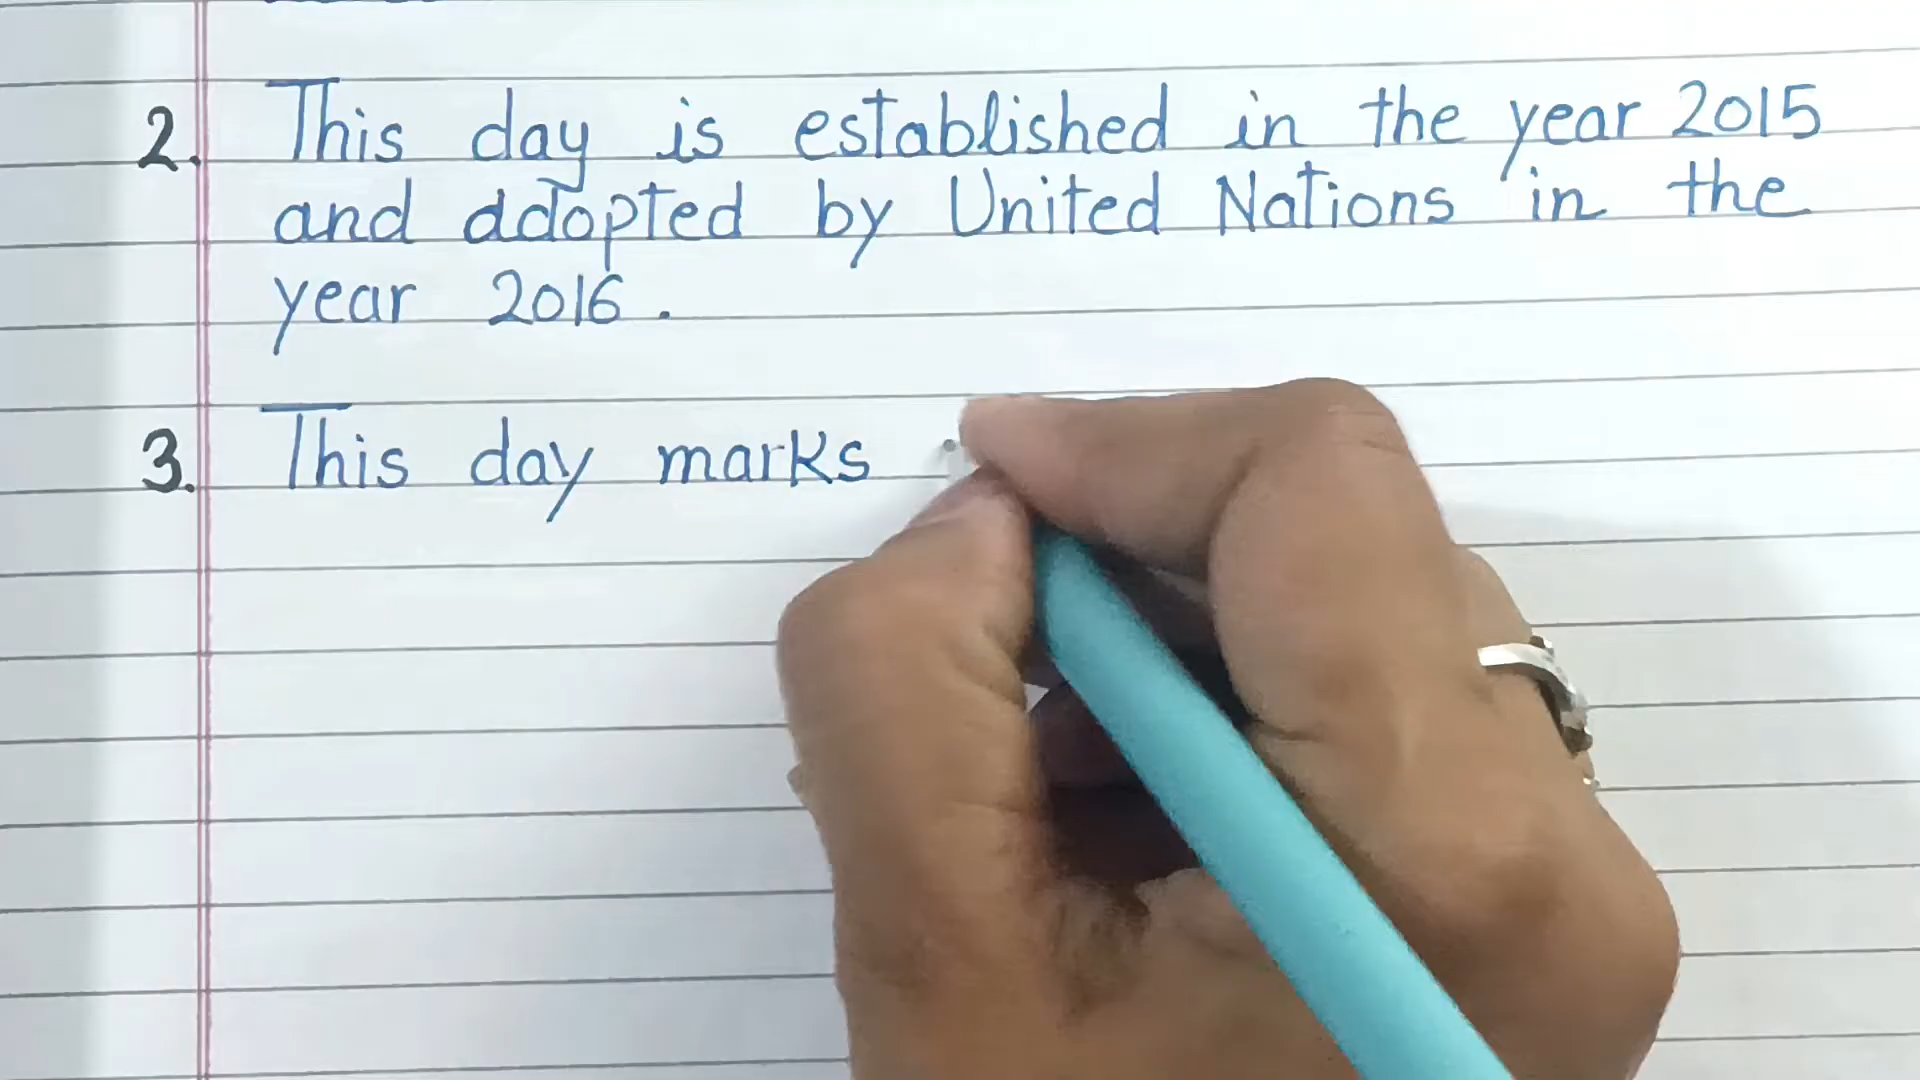 2. This day is established in the year 2015
and adopted by United Nations in the
year 2016.
3. This day marks